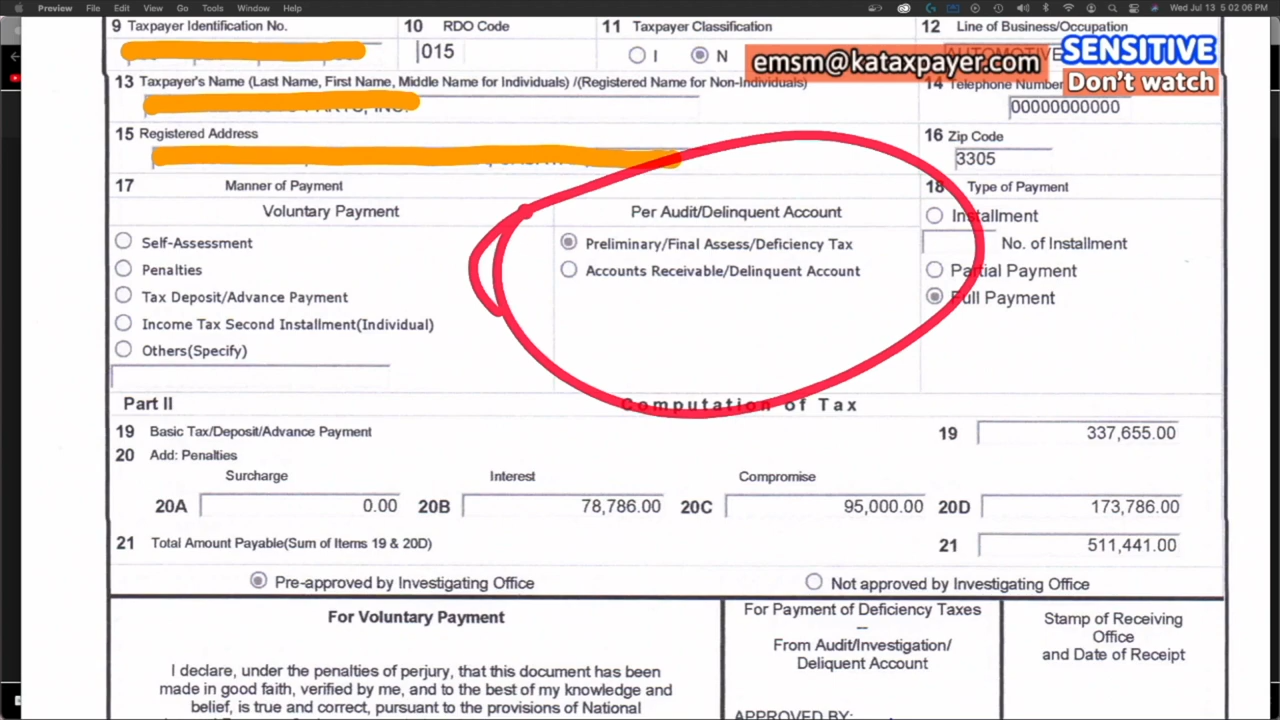 Preview File Edit View Go Tools Window Help Wed Jul 13 5:02:06 PM
9 Taxpayer Identification No. 10 RDO Code 11 Taxpayer Classification 12 Line of Business/Occupation
015 I N
emsm@kataxpayer.com
SENSITIVE
Don't watch
13 Taxpayer's Name (Last Name, First Name, Middle Name for Individuals) /(Registered Name for Non-Individuals) 14 Telephone Number
00000000000
15 Registered Address 16 Zip Code
3305
17 Manner of Payment 18 Type of Payment
Voluntary Payment Per Audit/Delinquent Account Installment
Self-Assessment Preliminary/Final Assess/Deficiency Tax No. of Installment
Penalties Accounts Receivable/Delinquent Account Partial Payment
Tax Deposit/Advance Payment Full Payment
Income Tax Second Installment(Individual)
Others(Specify)
Part II Computation of Tax
19 Basic Tax/Deposit/Advance Payment 19 337,655.00
20 Add: Penalties
Surcharge Interest Compromise
20A 0.00 20B 78,786.00 20C 95,000.00 20D 173,786.00
21 Total Amount Payable(Sum of Items 19 & 20D) 21 511,441.00
Pre-approved by Investigating Office Not approved by Investigating Office
For Voluntary Payment
I declare, under the penalties of perjury, that this document has been
made in good faith, verified by me, and to the best of my knowledge and
belief, is true and correct, pursuant to the provisions of National
For Payment of Deficiency Taxes
--
From Audit/Investigation/
Deliquent Account
APPROVED BY:
Stamp of Receiving
Office
and Date of Receipt